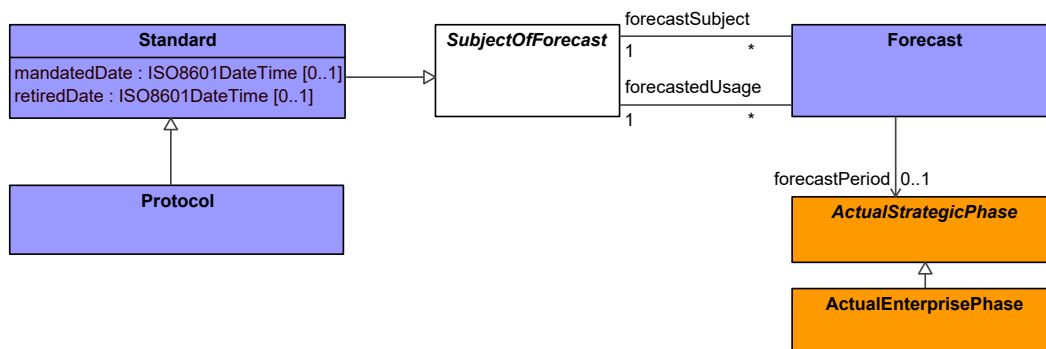 Standard
mandatedDate : ISO8601DateTime [0..1]
retiredDate : ISO8601DateTime [0..1]
SubjectOfForecast
forecastSubject
1 *
forecastedUsage
1 *
Forecast
Protocol
forecastPeriod 0..1
ActualStrategicPhase
ActualEnterprisePhase